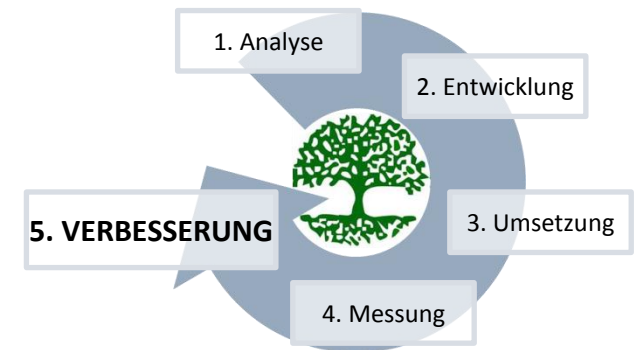 1. Analyse
2. Entwicklung
3. Umsetzung
4. Messung
5. VERBESSERUNG